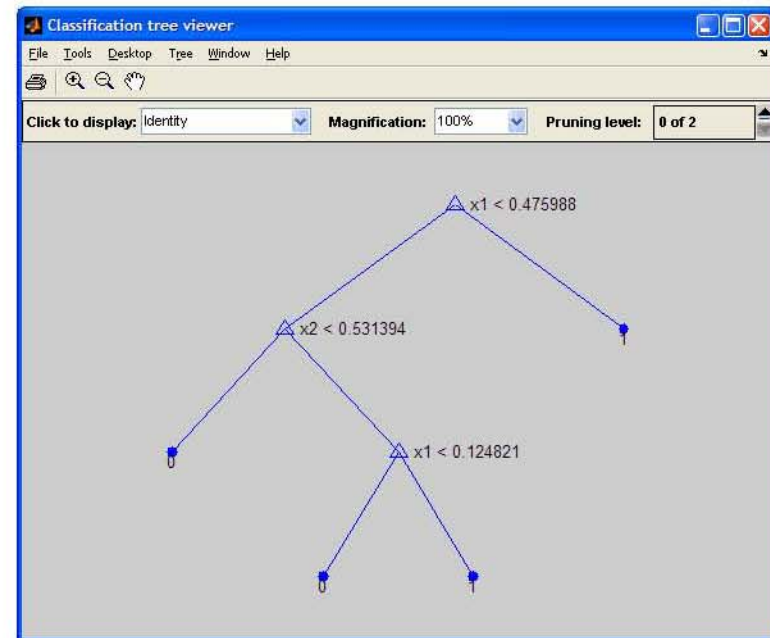 Classification tree viewer
File Tools Desktop Tree Window Help
Click to display: Identity Magnification: 100% Pruning level: 0 of 2
x1 < 0.475988
x2 < 0.531394
1
0
x1 < 0.124821
0
1